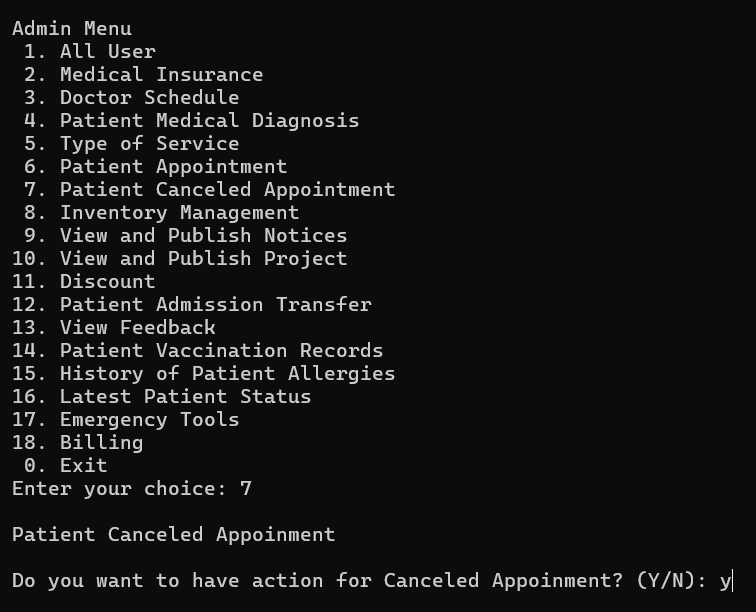 Admin Menu
 1. All User
 2. Medical Insurance
 3. Doctor Schedule
 4. Patient Medical Diagnosis
 5. Type of Service
 6. Patient Appointment
 7. Patient Canceled Appointment
 8. Inventory Management
 9. View and Publish Notices
10. View and Publish Project
11. Discount
12. Patient Admission Transfer
13. View Feedback
14. Patient Vaccination Records
15. History of Patient Allergies
16. Latest Patient Status
17. Emergency Tools
18. Billing
 0. Exit
Enter your choice: 7
Patient Canceled Appoinment
Do you want to have action for Canceled Appoinment? (Y/N): y